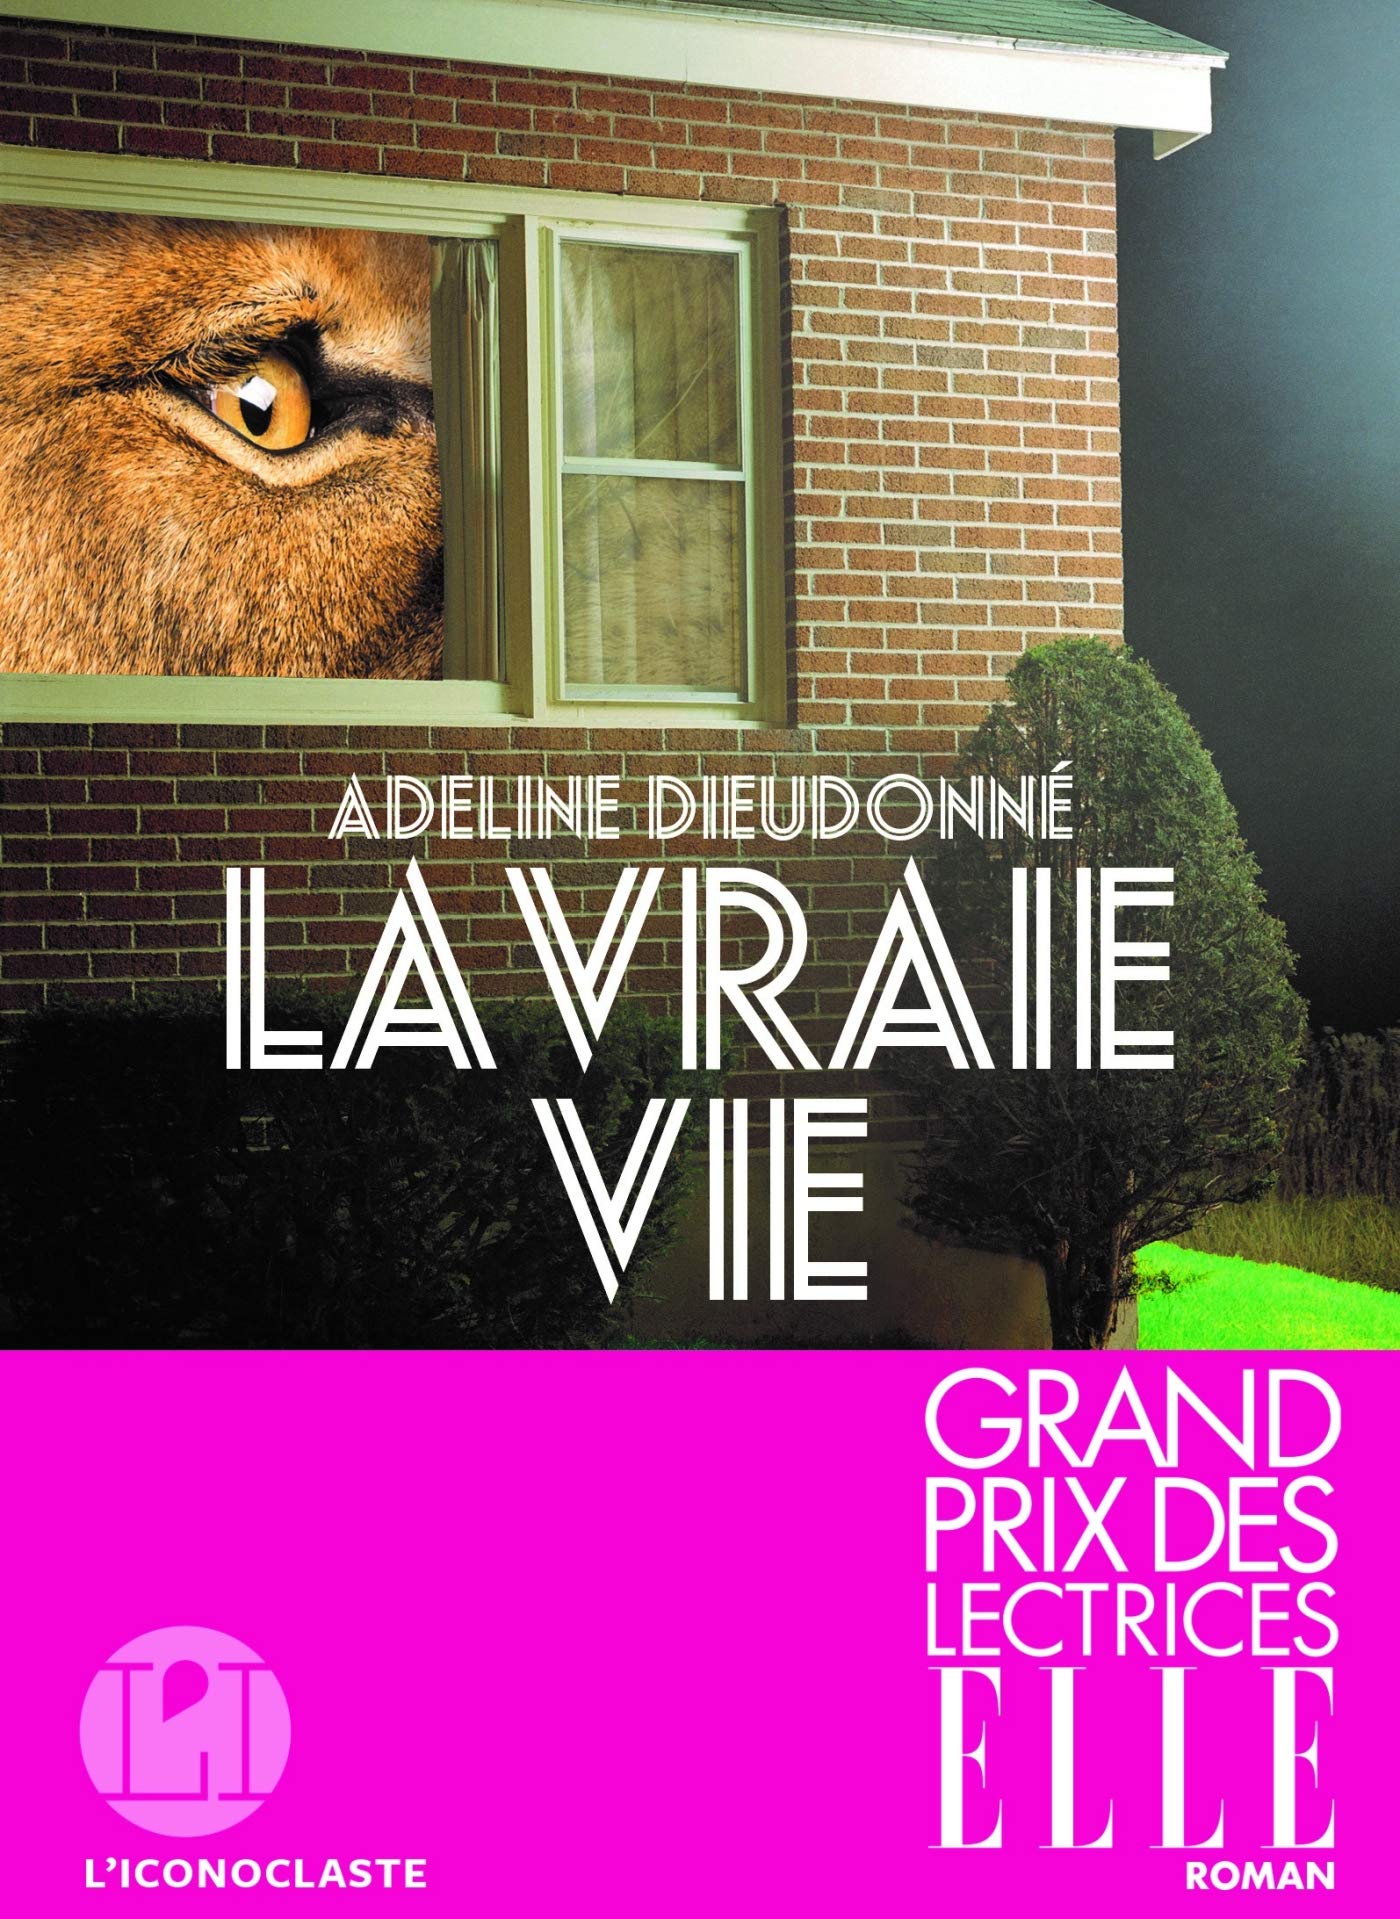 ADELINE DIEUDONNÉ
LA VRAIE
VIE
GRAND
PRIX DES
LECTRICES
ELLE
ROMAN
L'I
L'ICONOCLASTE